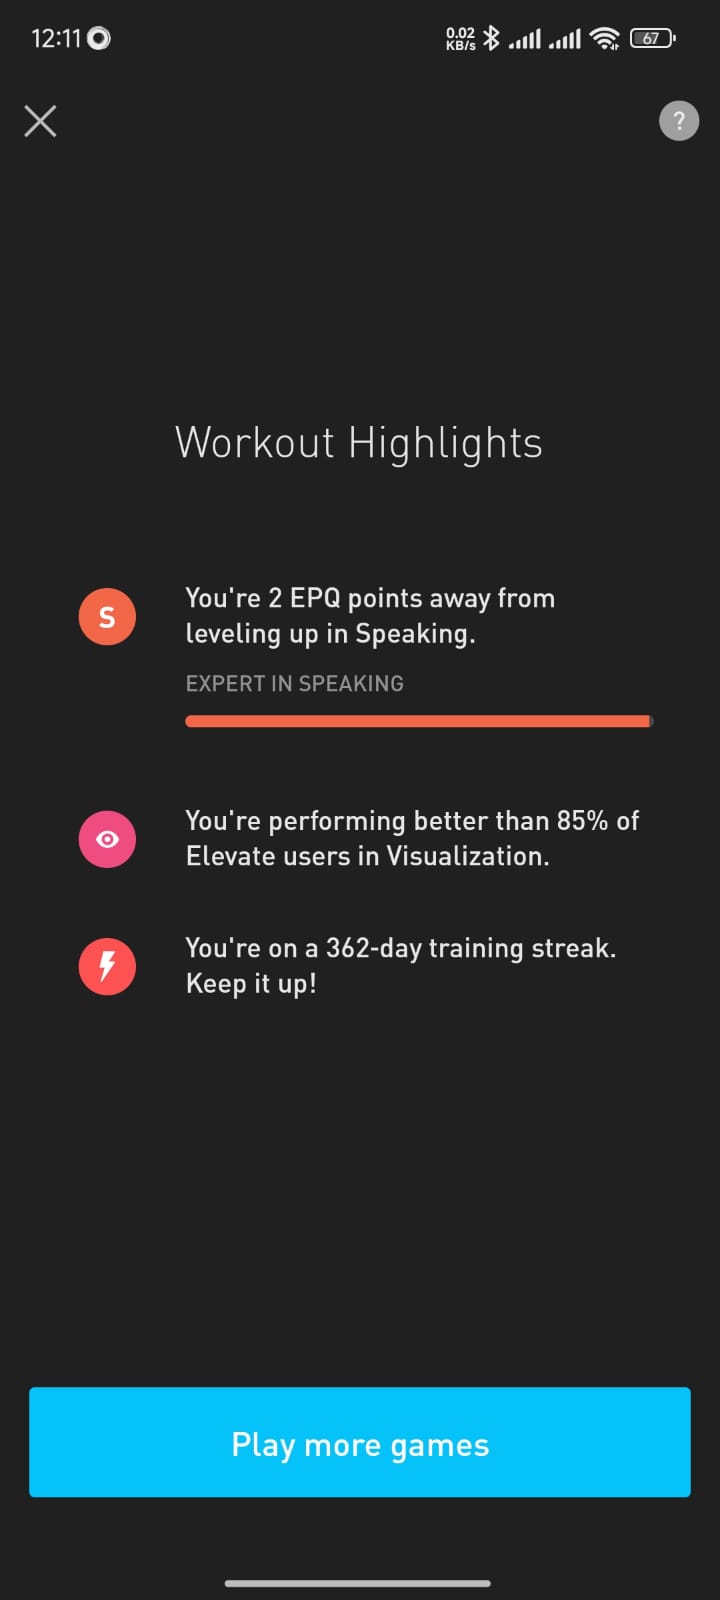 12:11
0.02
KB/s
67
?
Workout Highlights
S
You're 2 EPQ points away from
leveling up in Speaking.
EXPERT IN SPEAKING
You're performing better than 85% of
Elevate users in Visualization.
You're on a 362-day training streak.
Keep it up!
Play more games